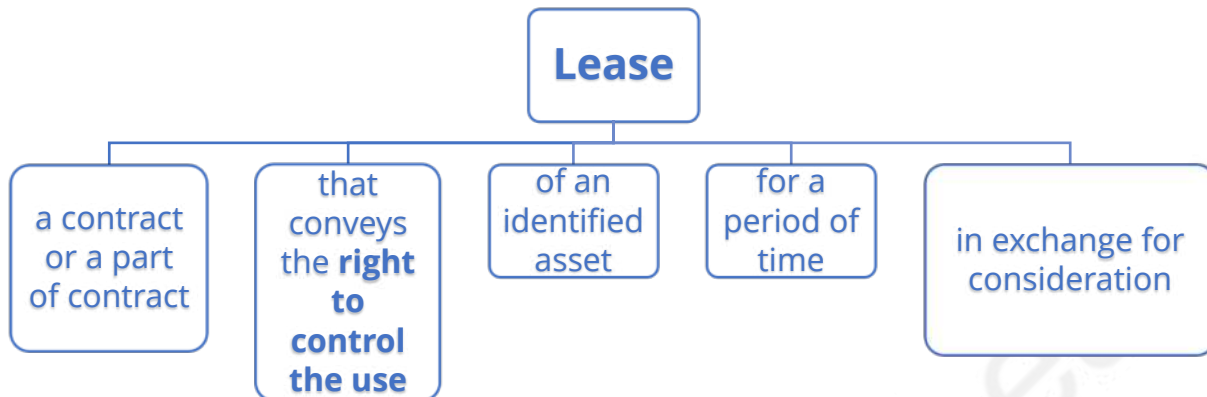 Lease
a contract
or a part
of contract
that
conveys
the right
to
control
the use
of an
identified
asset
for a
period of
time
in exchange for
consideration